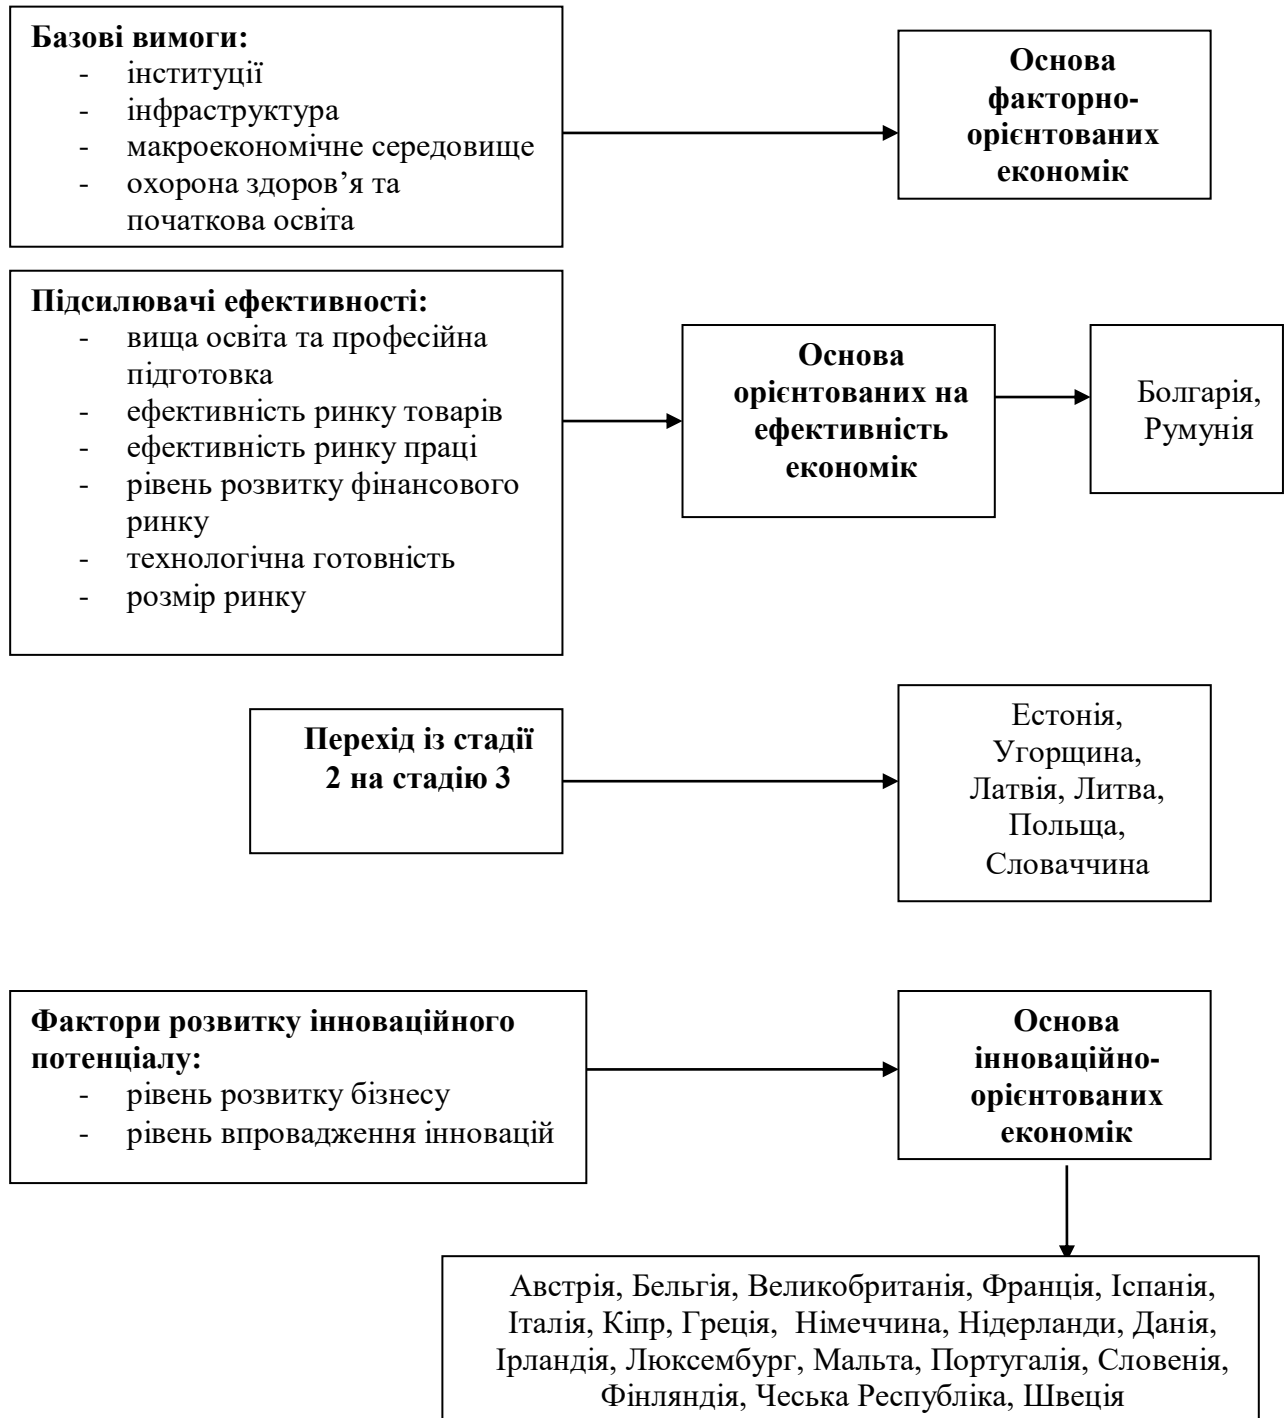 Базові вимоги:
- інституції
- інфраструктура
- макроекономічне середовище
- охорона здоров’я та
початкова освіта
Основа
факторно-
орієнтованих
економік
Підсилювачі ефективності:
- вища освіта та професійна
підготовка
- ефективність ринку товарів
- ефективність ринку праці
- рівень розвитку фінансового
ринку
- технологічна готовність
- розмір ринку
Основа
орієнтованих на
ефективність
економік
Болгарія,
Румунія
Перехід із стадії
2 на стадію 3
Естонія,
Угорщина,
Латвія, Литва,
Польща,
Словаччина
Фактори розвитку інноваційного
потенціалу:
- рівень розвитку бізнесу
- рівень впровадження інновацій
Основа
інноваційно-
орієнтованих
економік
Австрія, Бельгія, Великобританія, Франція, Іспанія,
Італія, Кіпр, Греція, Німеччина, Нідерланди, Данія,
Ірландія, Люксембург, Мальта, Португалія, Словенія,
Фінляндія, Чеська Республіка, Швеція